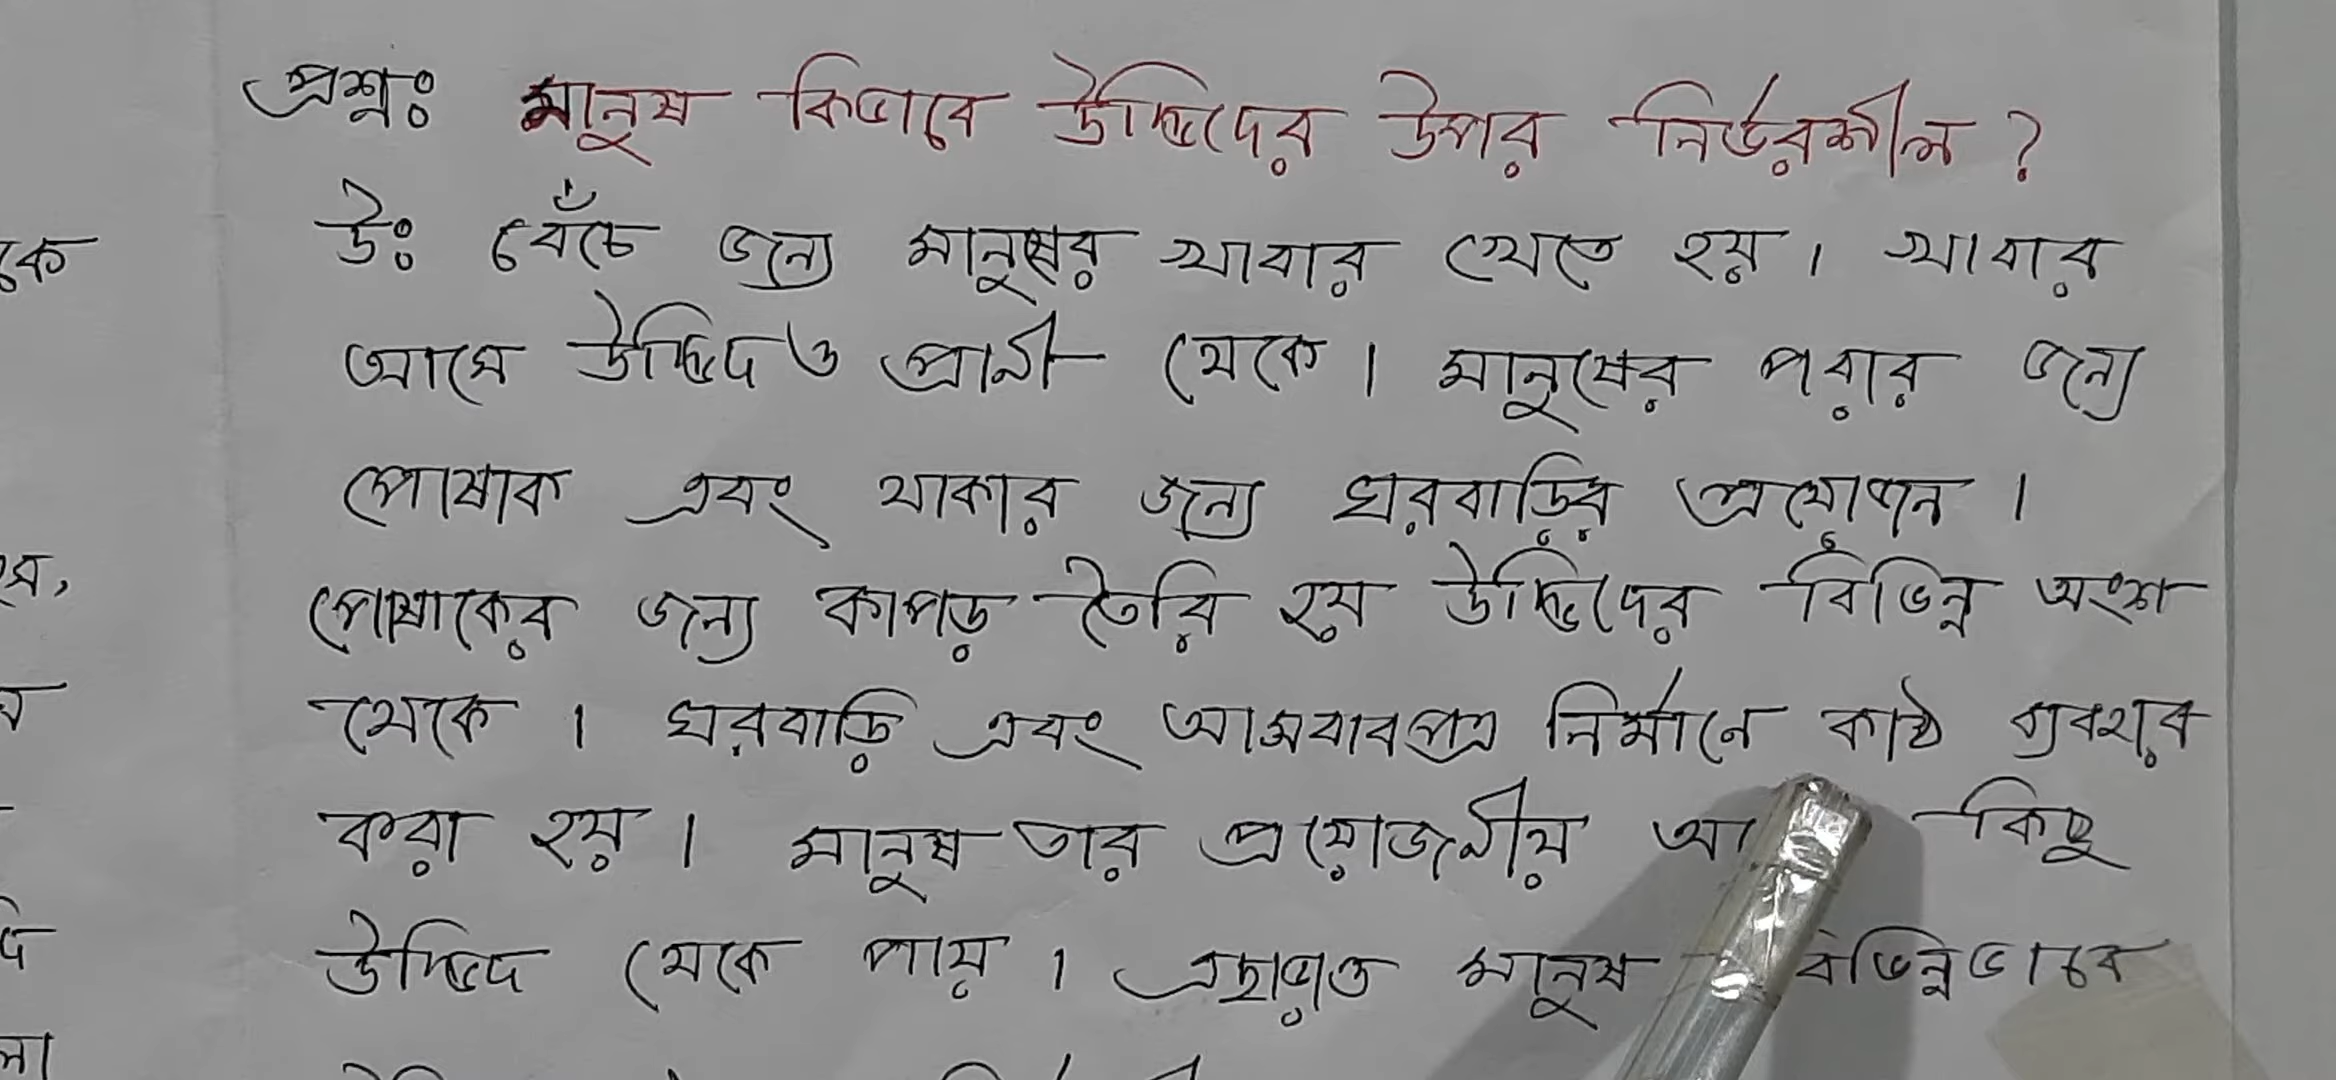 প্রশ্নঃ মানুষ কিভাবে উদ্ভিদের উপর নির্ভরশীল ?
উঃ বেঁচে জন্যে মানুষের খাবার খেতে হয় । খাবার
আসে উদ্ভিদ ও প্রানী থেকে । মানুষের পরার জন্যে
পোষাক এবং থাকার জন্য ঘরবাড়ির প্রয়োজন ।
পোষাকের জন্য কাপড় তৈরি হয় উদ্ভিদের বিভিন্ন অংশ
থেকে । ঘরবাড়ি এবং আসবাবপত্র নির্মানে কাঠ ব্যবহার
করা হয় । মানুষ তার প্রয়োজনীয় কিছু
উদ্ভিদ থেকে পায় । এছাড়াও মানুষ বিভিন্নভাবে